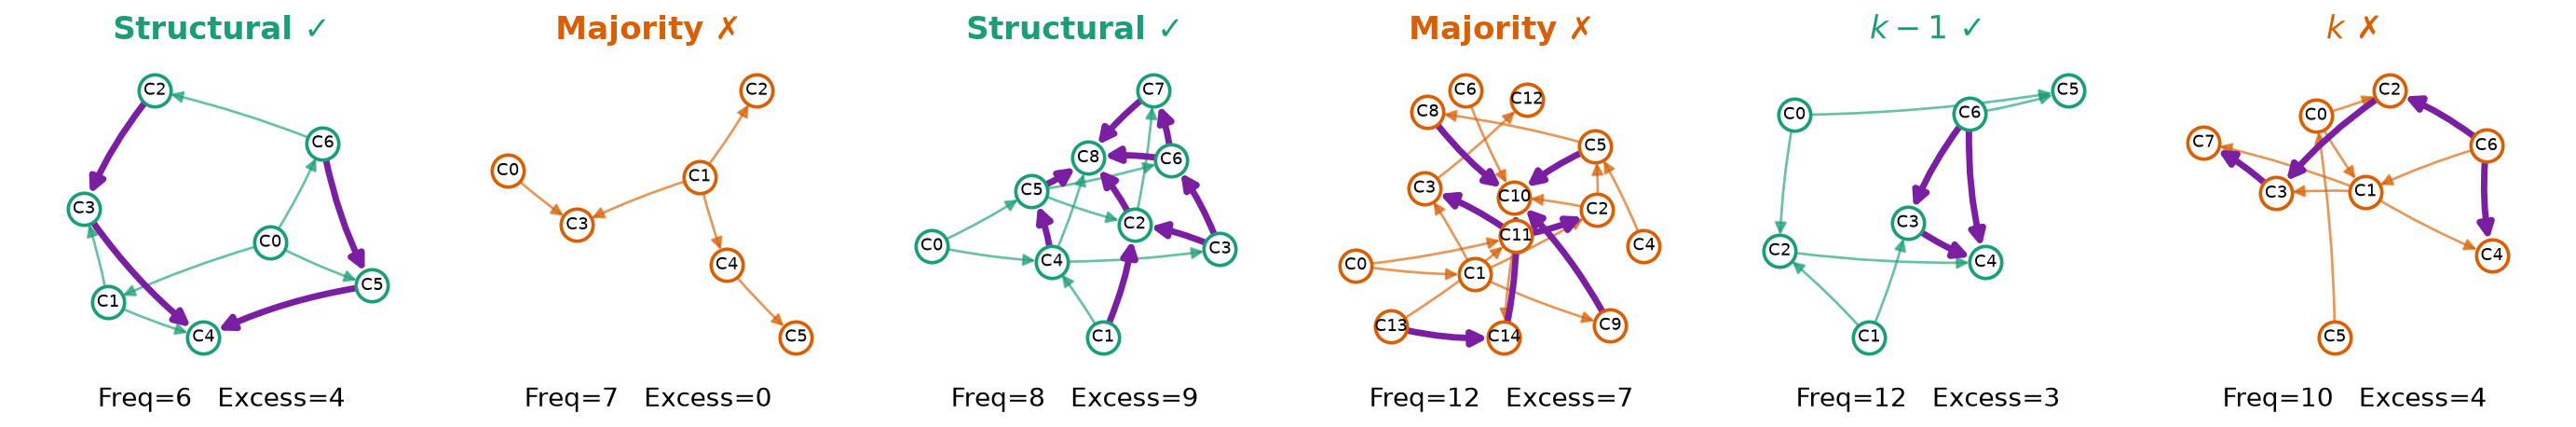 Structural ✓ Majority ✗ Structural ✓ Majority ✗ k − 1 ✓ k ✗
C2 C6 C3 C0 C1 C5 C4
C2 C0 C1 C3 C4 C5
C7 C8 C6 C5 C2 C0 C4 C3 C1
C6 C12 C8 C5 C3 C10 C2 C11 C4 C0 C1 C13 C14 C9
C5 C0 C6 C3 C2 C4 C1
C2 C0 C7 C6 C3 C1 C4 C5
Freq=6 Excess=4 Freq=7 Excess=0 Freq=8 Excess=9 Freq=12 Excess=7 Freq=12 Excess=3 Freq=10 Excess=4